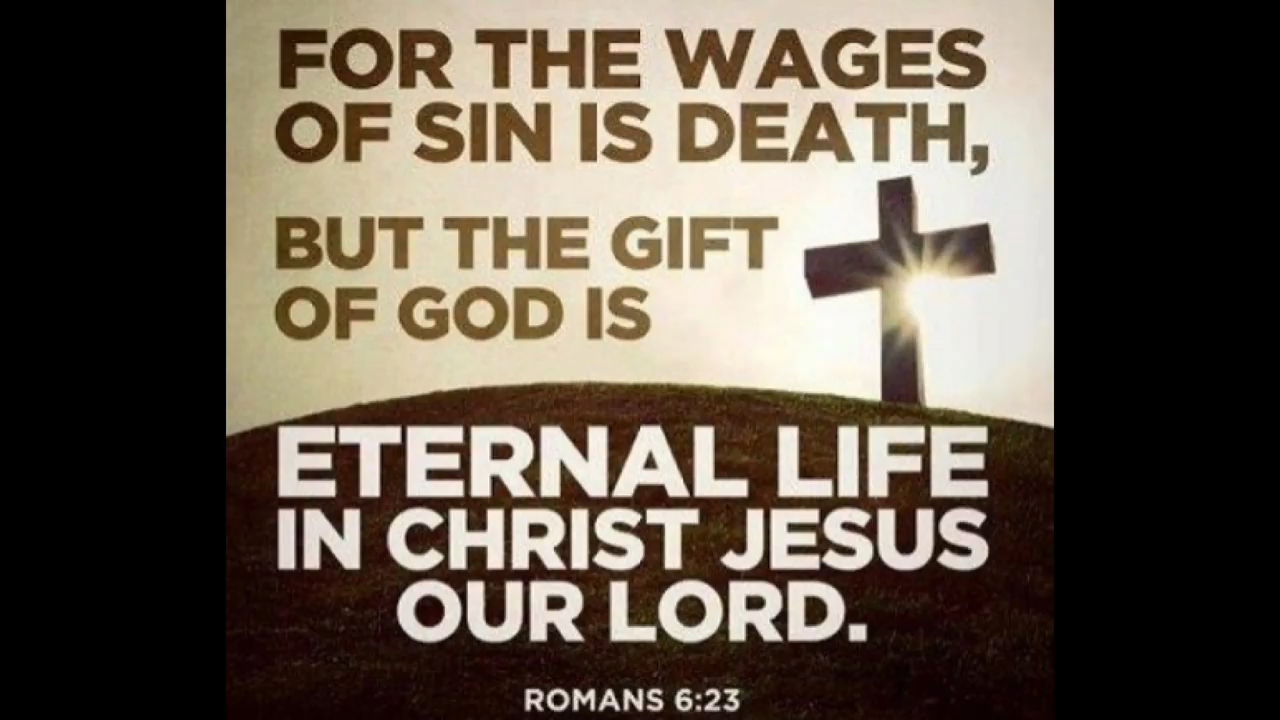 FOR THE WAGES
OF SIN IS DEATH,
BUT THE GIFT
OF GOD IS
ETERNAL LIFE
IN CHRIST JESUS
OUR LORD.
ROMANS 6:23